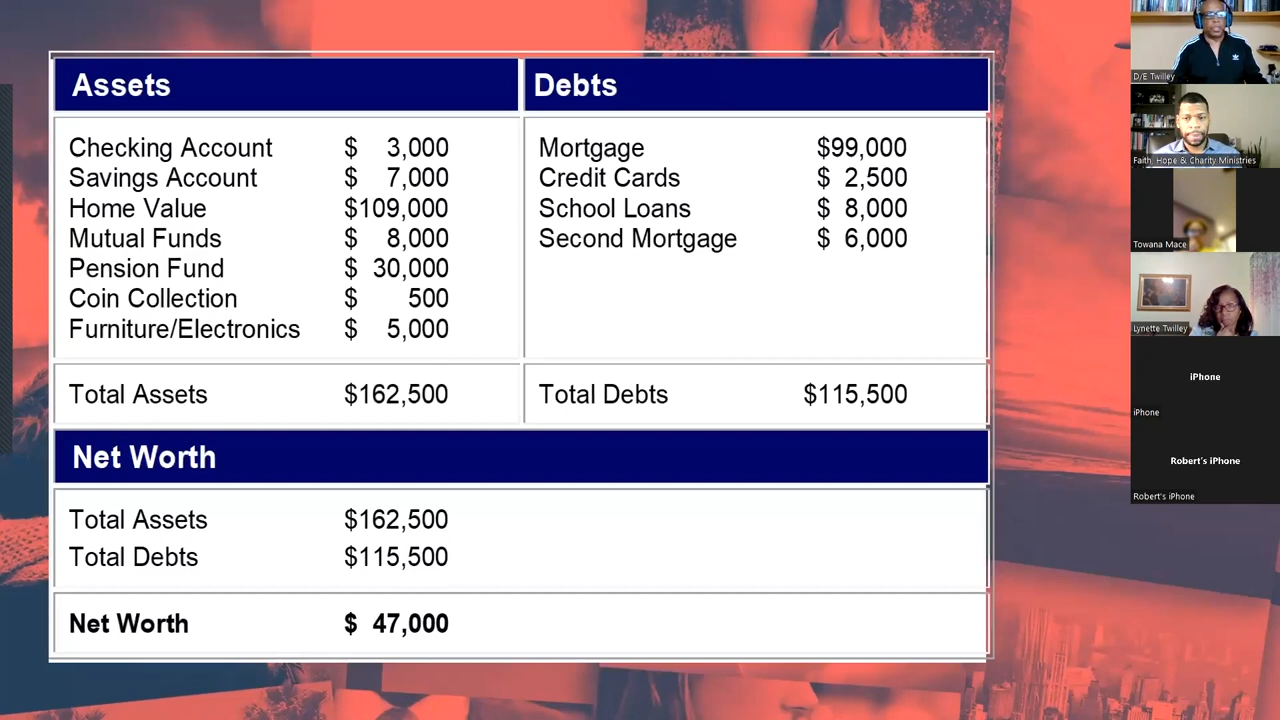 Assets Debts
Checking Account $ 3,000 Mortgage $99,000
Savings Account $ 7,000 Credit Cards $ 2,500
Home Value $109,000 School Loans $ 8,000
Mutual Funds $ 8,000 Second Mortgage $ 6,000
Pension Fund $ 30,000
Coin Collection $ 500
Furniture/Electronics $ 5,000
Total Assets $162,500 Total Debts $115,500
Net Worth
Total Assets $162,500
Total Debts $115,500
Net Worth $ 47,000
D/E Twilley
Faith, Hope & Charity Ministries
Towana Mace
Lynette Twilley
iPhone
iPhone
Robert's iPhone
Robert's iPhone